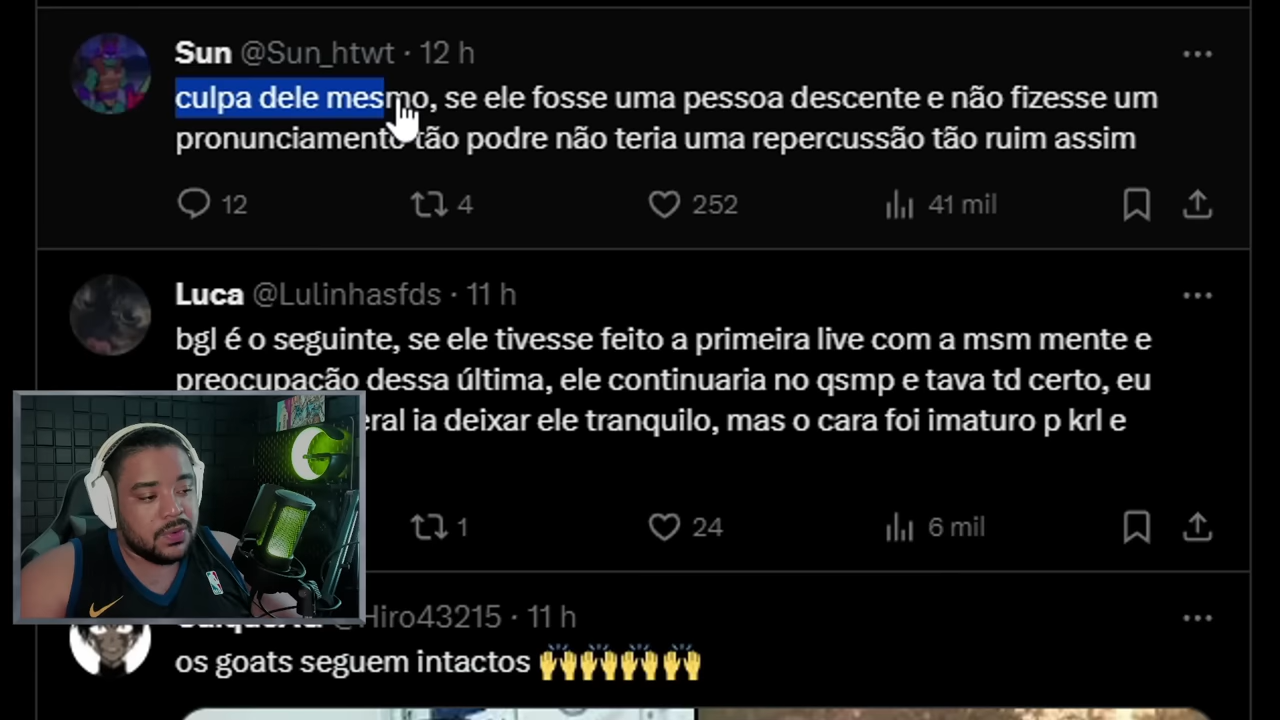 Sun @Sun_htwt · 12 h
culpa dele mesmo, se ele fosse uma pessoa descente e não fizesse um
pronunciamento tão podre não teria uma repercussão tão ruim assim
12 4 252 41 mil
Luca @Lulinhasfds · 11 h
bgl é o seguinte, se ele tivesse feito a primeira live com a msm mente e
preocupação dessa última, ele continuaria no qsmp e tava td certo, eu
ia deixar ele tranquilo, mas o cara foi imaturo p krl e
1 24 6 mil
@Hiro43215 · 11 h
os goats seguem intactos 🙌🙌🙌🙌